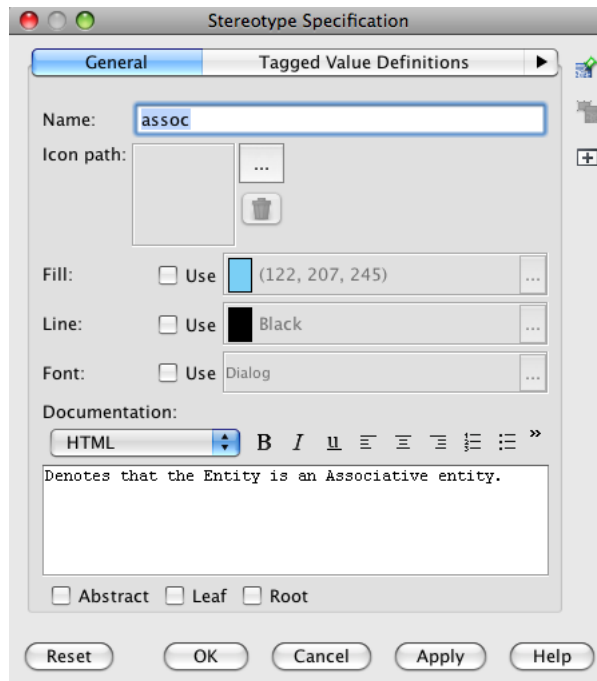 Stereotype Specification
General Tagged Value Definitions
Name: assoc
Icon path: ...
Fill: Use (122, 207, 245) ...
Line: Use Black ...
Font: Use Dialog ...
Documentation:
HTML B I u »
Denotes that the Entity is an Associative entity.
Abstract Leaf Root
Reset OK Cancel Apply Help